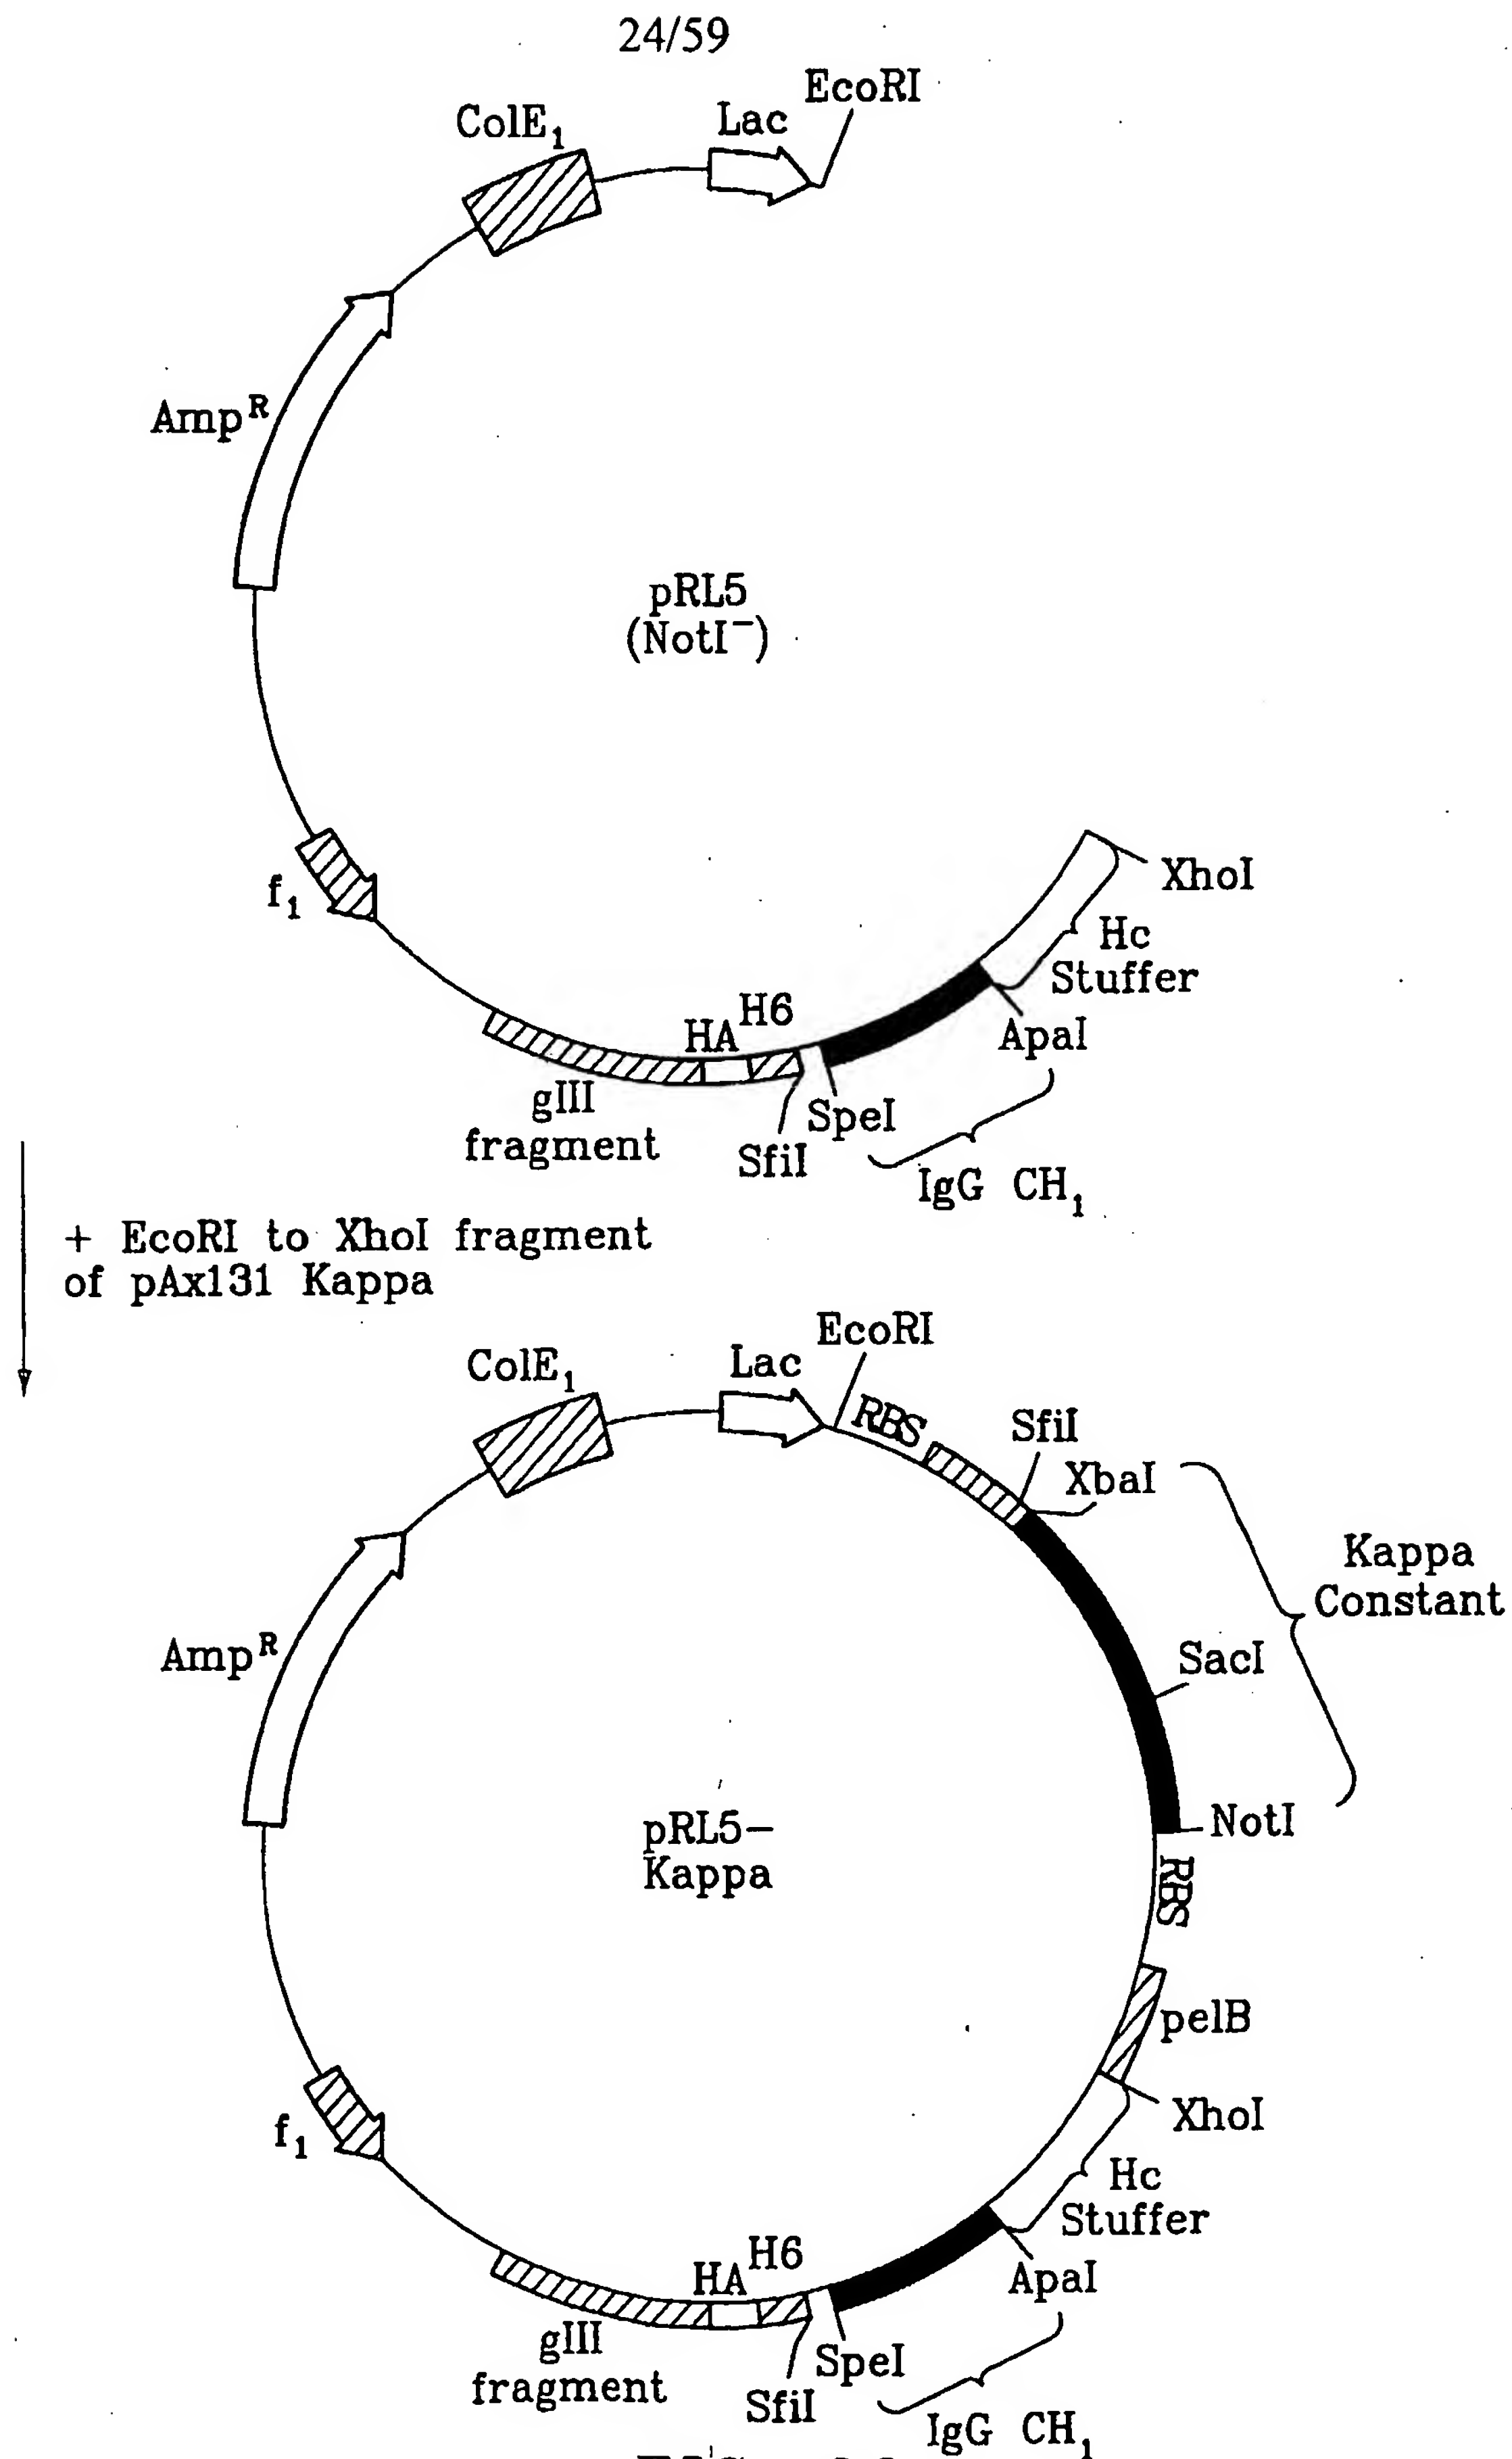 24/59
EcoRI
ColE1
Lac
AmpR
pRL5
(NotI−)
XhoI
f1
Hc
Stuffer
H6
HA
ApaI
gIII
fragment
SpeI
SfiI
IgG CH1
+ EcoRI to XhoI fragment
of pAx131 Kappa
EcoRI
ColE1
Lac
RBS
SfiI
XbaI
Kappa
Constant
AmpR
SacI
NotI
pRL5−
Kappa
RBS
pelB
XhoI
f1
Hc
Stuffer
H6
HA
ApaI
gIII
fragment
SpeI
SfiI
IgG CH1